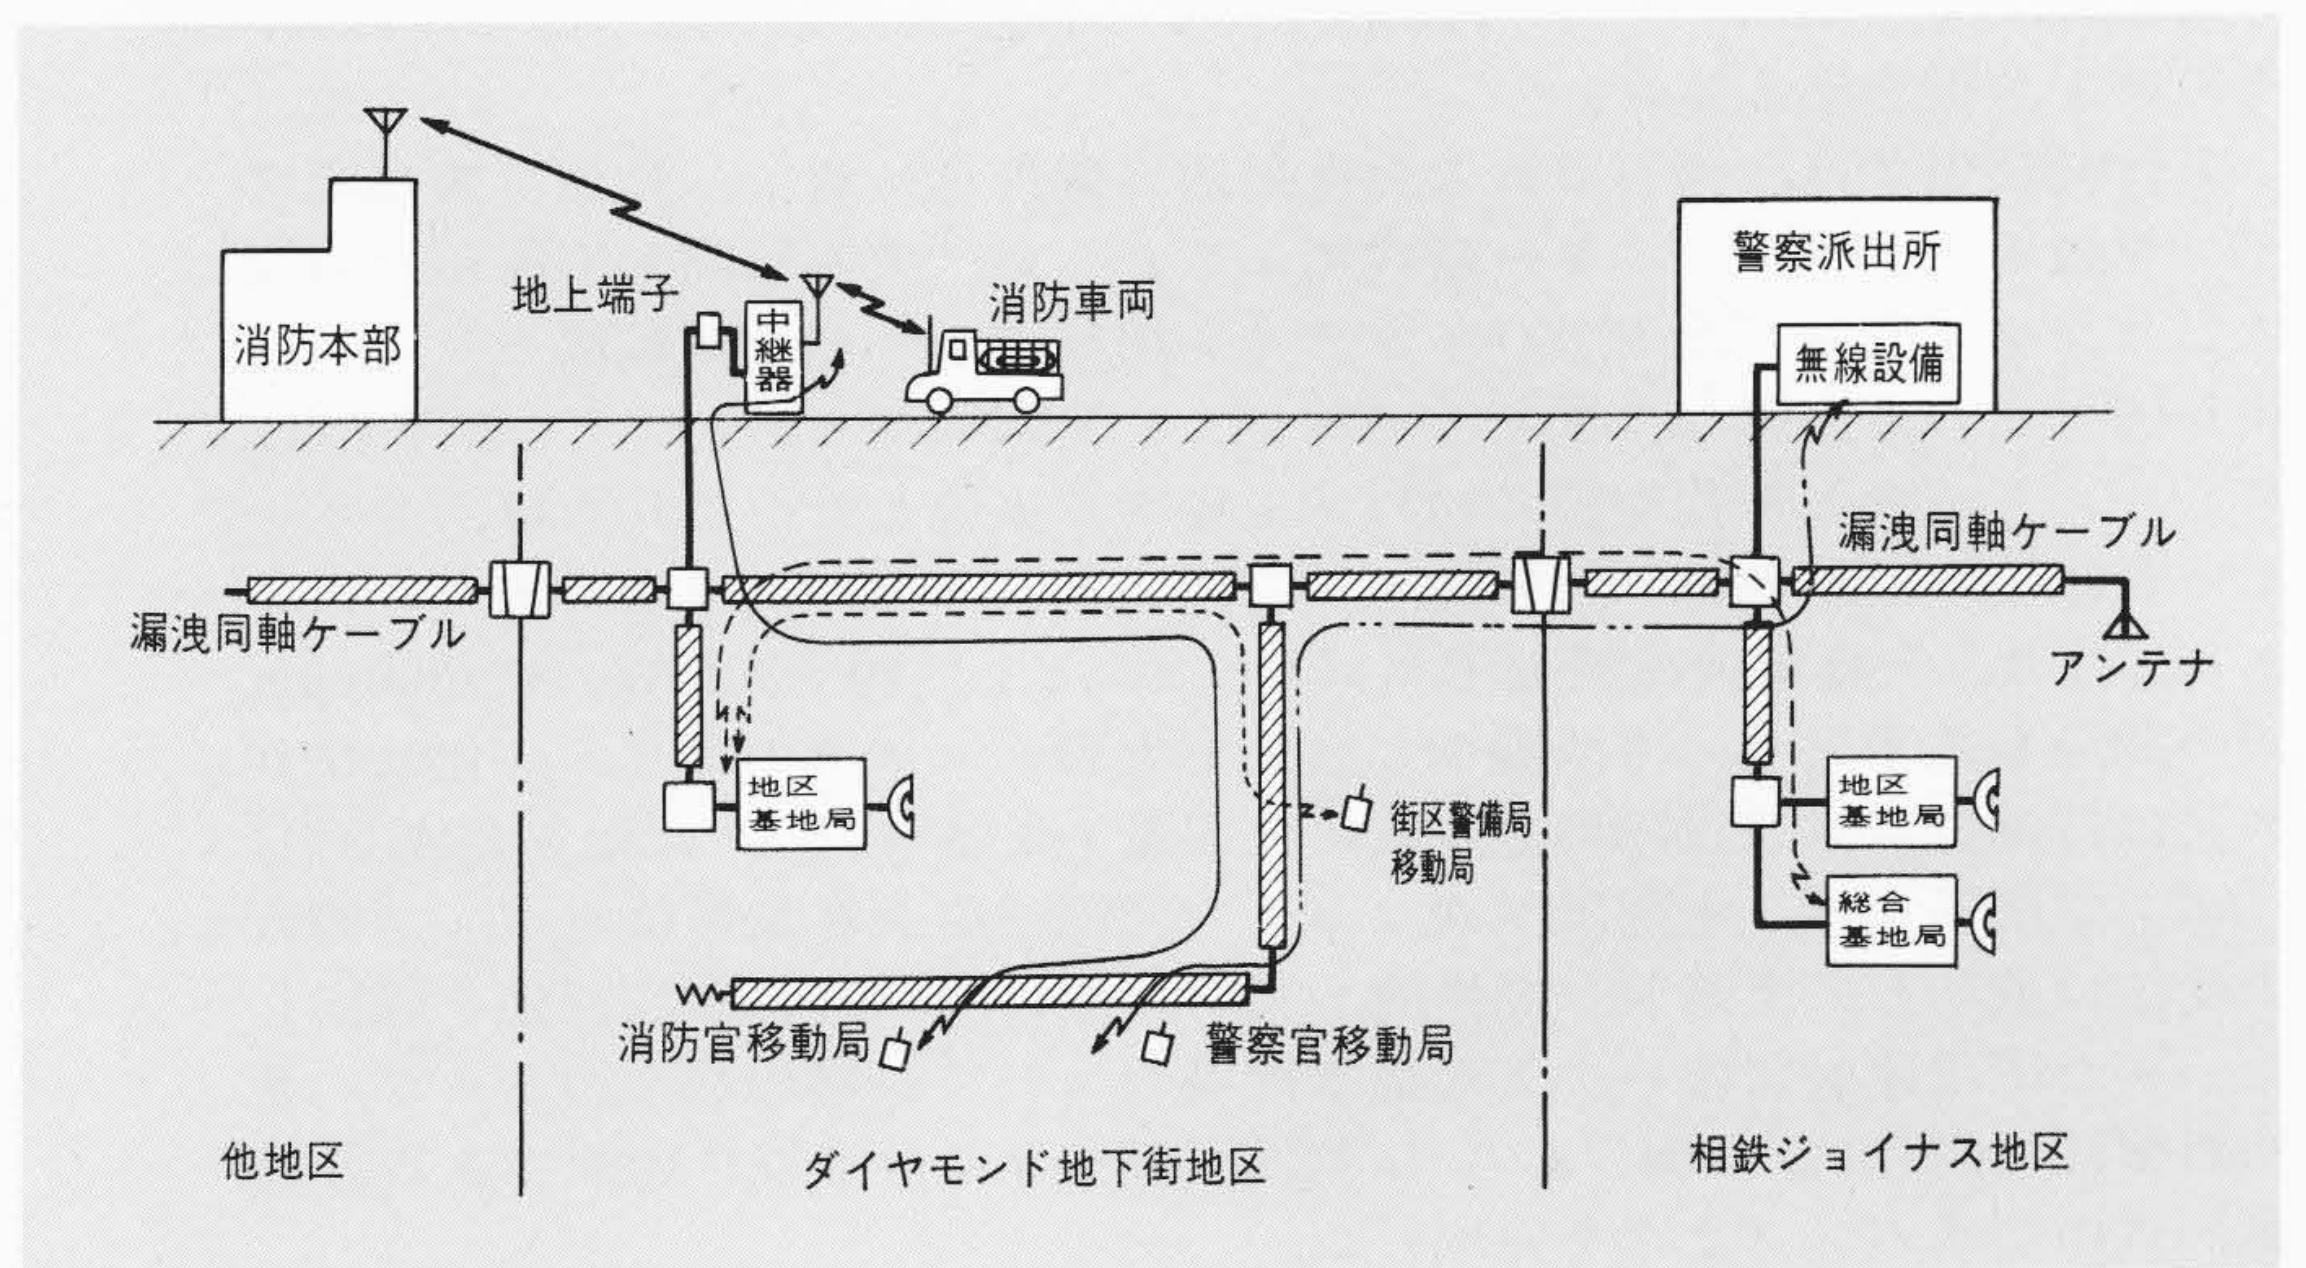 地上端子
消防車両
消防本部
中
継
器
警察派出所
無線設備
漏洩同軸ケーブル
漏洩同軸ケーブル
アンテナ
地区
基地局
街区警備局
移動局
地区
基地局
総合
基地局
消防官移動局
警察官移動局
他地区
ダイヤモンド地下街地区
相鉄ジョイナス地区